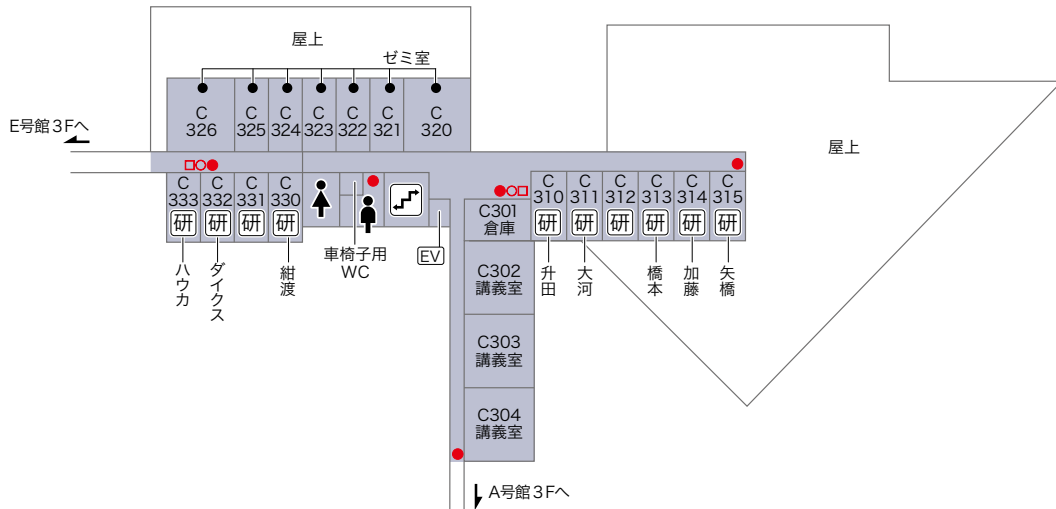 屋上
ゼミ室
C
326
C
325
C
324
C
323
C
322
C
321
C
320
E号館3Fへ
屋上
C
333
研
ハウカ
C
332
研
ダイクス
C
331
研
C
330
研
紺渡
車椅子用
WC
EV
C301
倉庫
C
310
研
升田
C
311
研
大河
C
312
研
C
313
研
橋本
C
314
研
加藤
C
315
研
矢橋
C302
講義室
C303
講義室
C304
講義室
A号館3Fへ